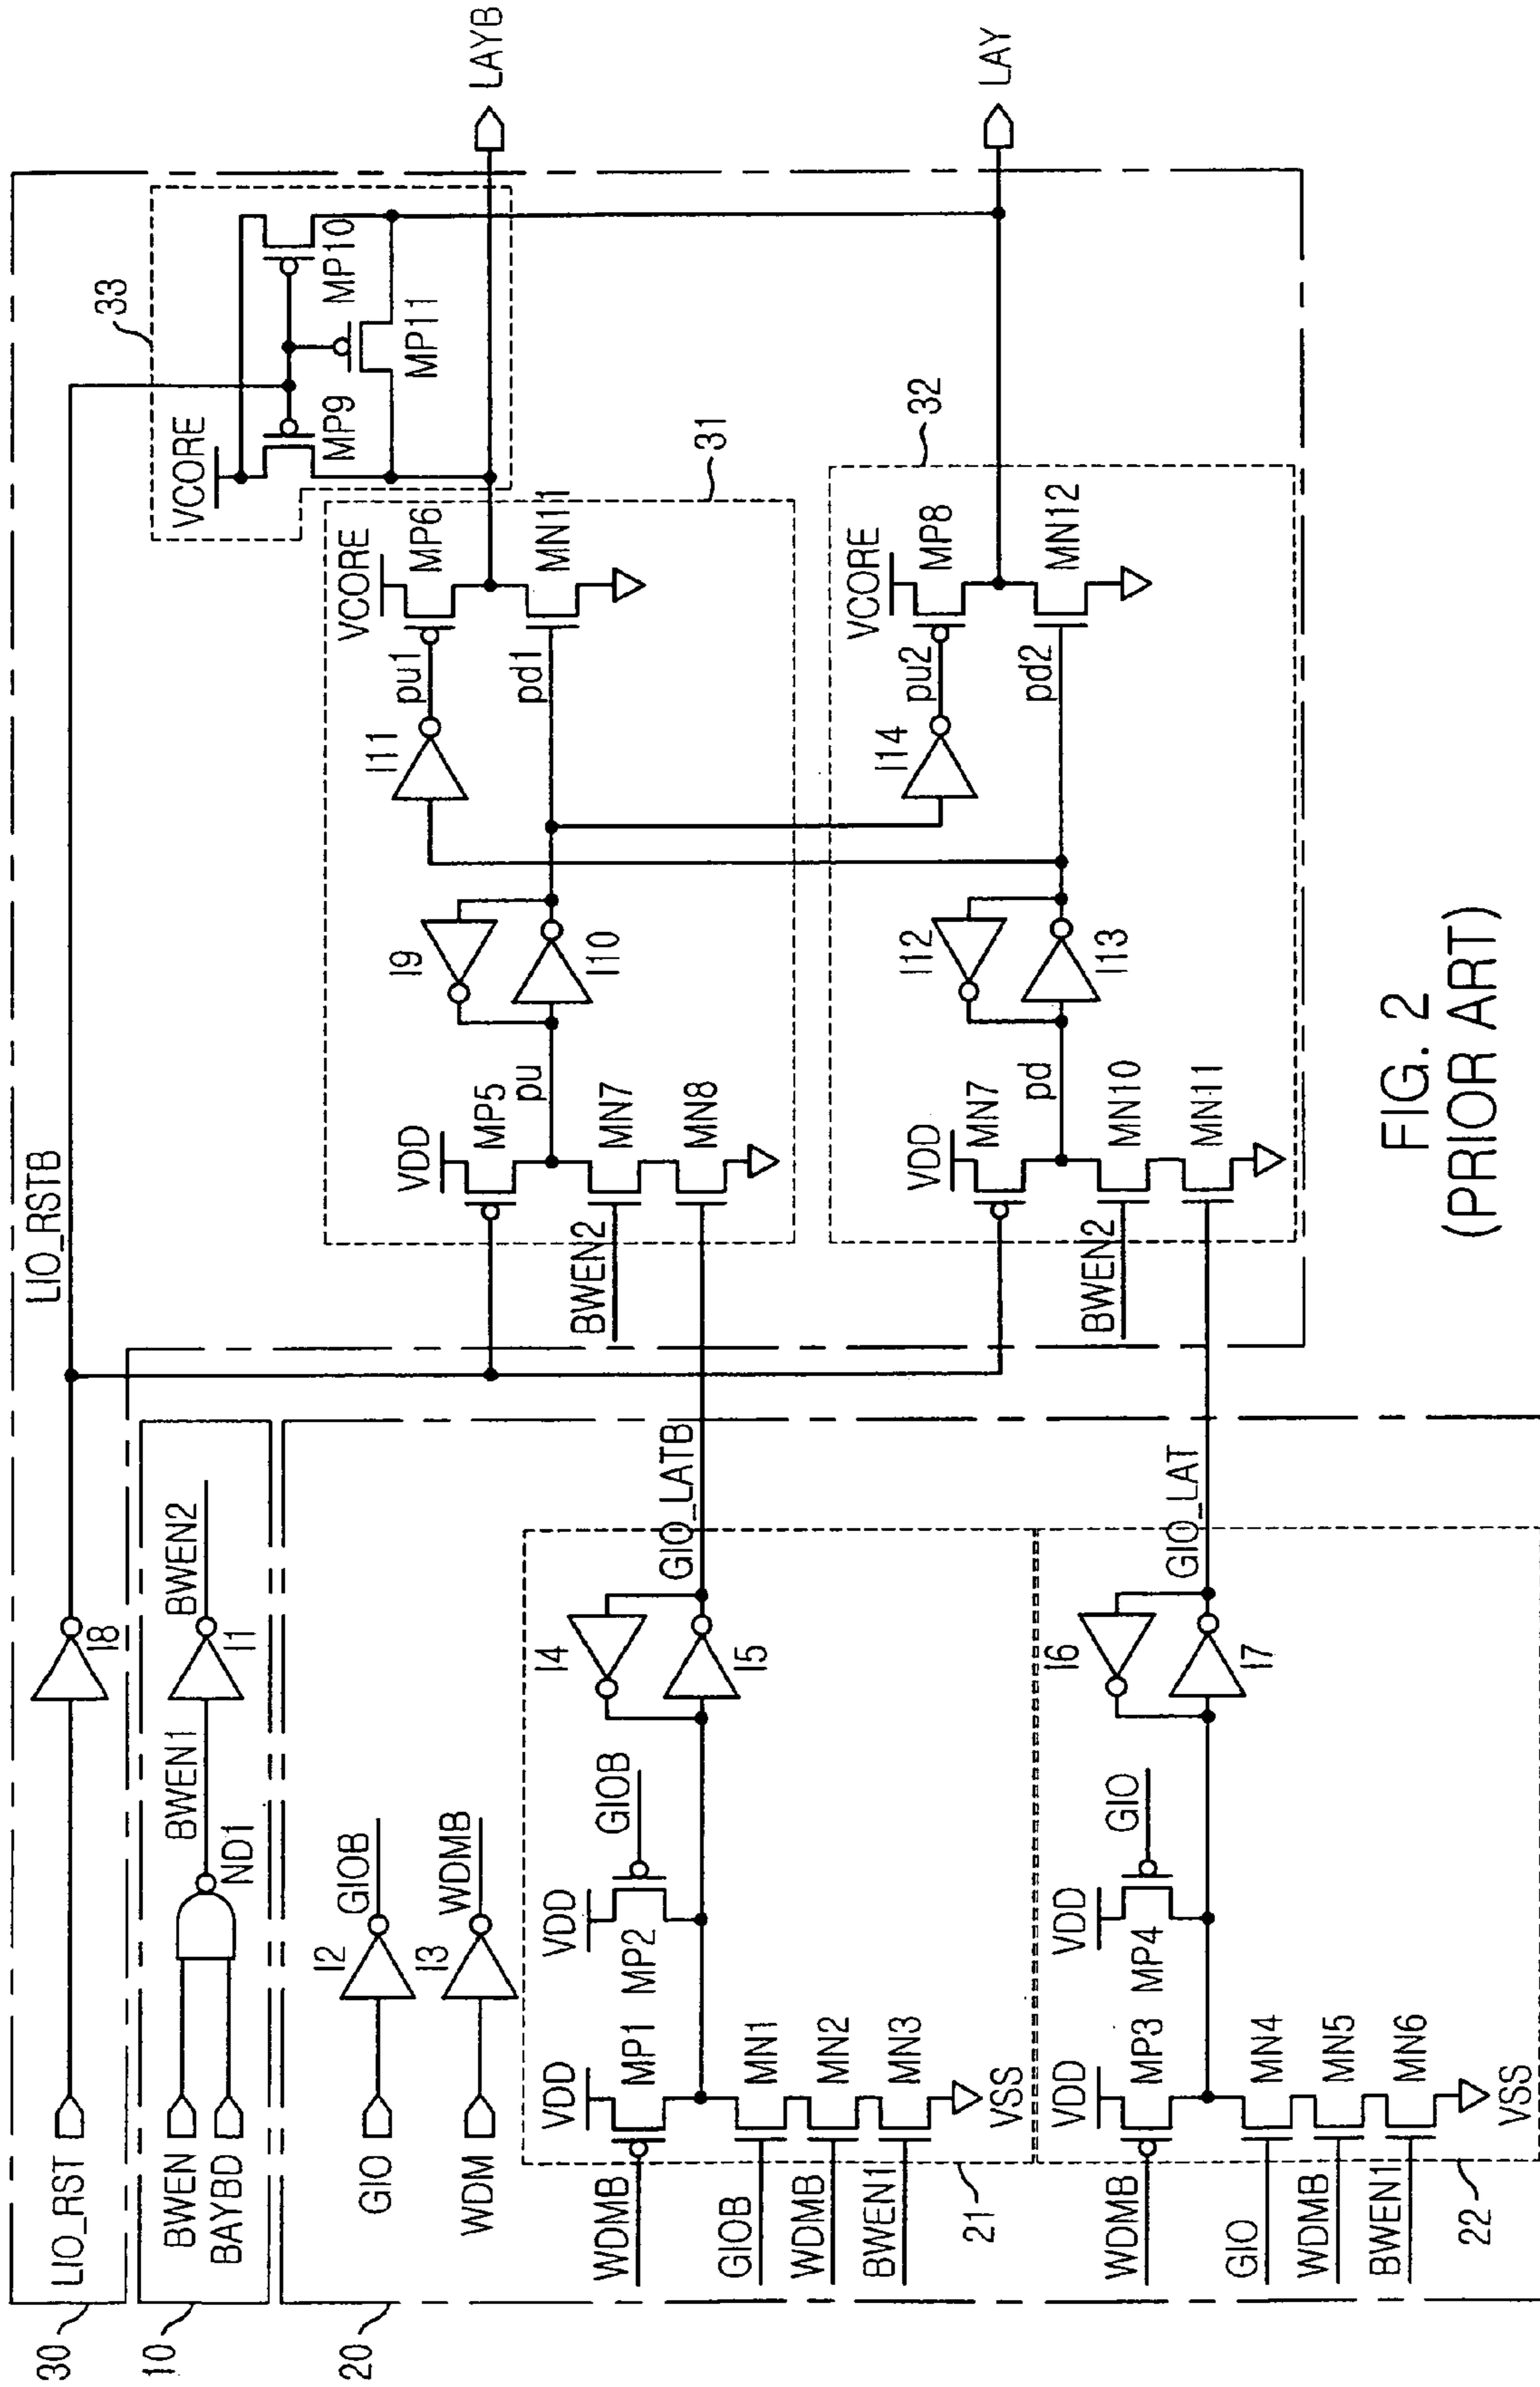 30
LIO_RST
I8
LIO_RSTB
10
BWEN
BAYBD
ND1
BWEN1
I1
BWEN2
20
GIO
I2
GIOB
WDM
I3
WDMB
21
WDMB
VDD
MP1
GIOB
MN1
WDMB
MN2
BWEN1
MN3
VSS
VDD
MP2
GIOB
I4
I5
GIO_LATB
22
WDMB
VDD
MP3
GIO
MN4
WDMB
MN5
BWEN1
MN6
VSS
VDD
MP4
GIO
I6
I7
GIO_LAT
31
VDD
MP5
pu
BWEN2
MN7
MN8
I9
I10
I11
pu1
pd1
VCORE
MP6
MN11
32
VDD
MN7
pd
BWEN2
MN10
MN11
I12
I13
I14
pu2
pd2
VCORE
MP8
MN12
33
VCORE
MP9
MP10
MP11
LAYB
LAY
FIG. 2
(PRIOR ART)